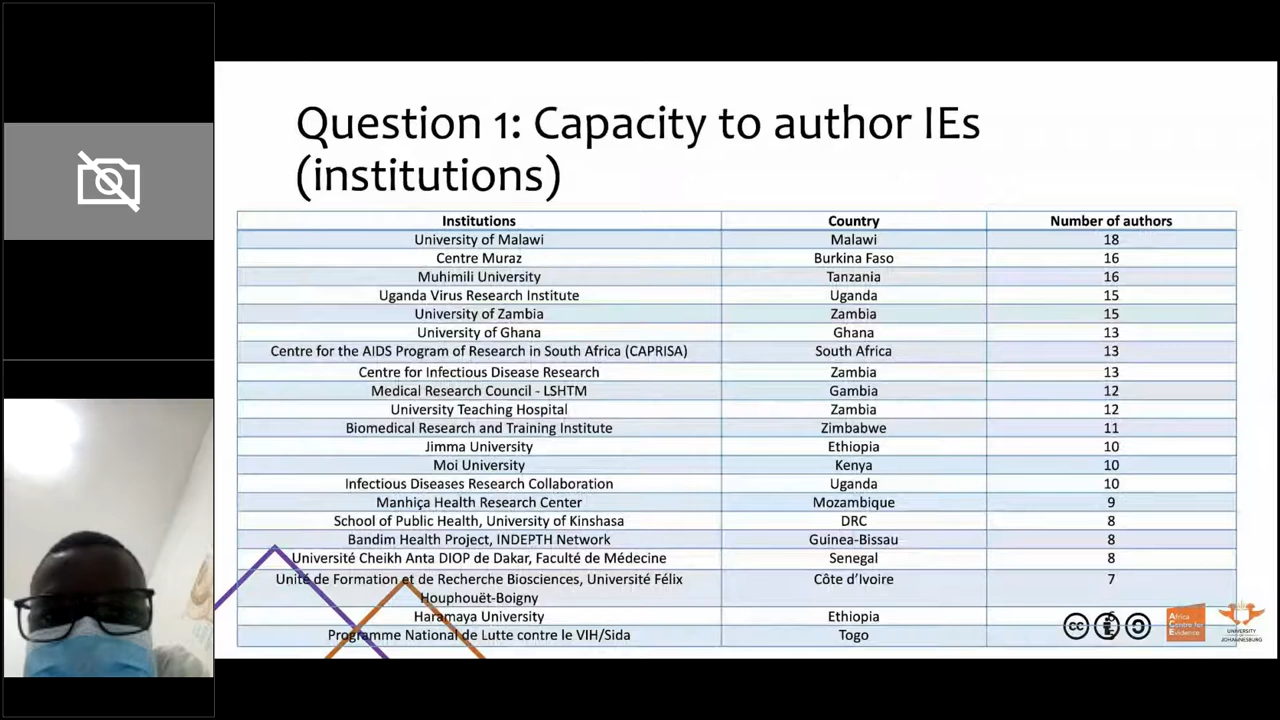 Question 1: Capacity to author IEs
(institutions)
Institutions Country Number of authors
University of Malawi Malawi 18
Centre Muraz Burkina Faso 16
Muhimili University Tanzania 16
Uganda Virus Research Institute Uganda 15
University of Zambia Zambia 15
University of Ghana Ghana 13
Centre for the AIDS Program of Research in South Africa (CAPRISA) South Africa 13
Centre for Infectious Disease Research Zambia 13
Medical Research Council - LSHTM Gambia 12
University Teaching Hospital Zambia 12
Biomedical Research and Training Institute Zimbabwe 11
Jimma University Ethiopia 10
Moi University Kenya 10
Infectious Diseases Research Collaboration Uganda 10
Manhiça Health Research Center Mozambique 9
School of Public Health, University of Kinshasa DRC 8
Bandim Health Project, INDEPTH Network Guinea-Bissau 8
Université Cheikh Anta DIOP de Dakar, Faculté de Médecine Senegal 8
Unité de Formation et de Recherche Biosciences, Université Félix Côte d'Ivoire 7
Houphouët-Boigny
Haramaya University Ethiopia
Programme National de Lutte contre le VIH/Sida Togo
cc
Africa
Centre for
Evidence
UNIVERSITY
JOHANNESBURG